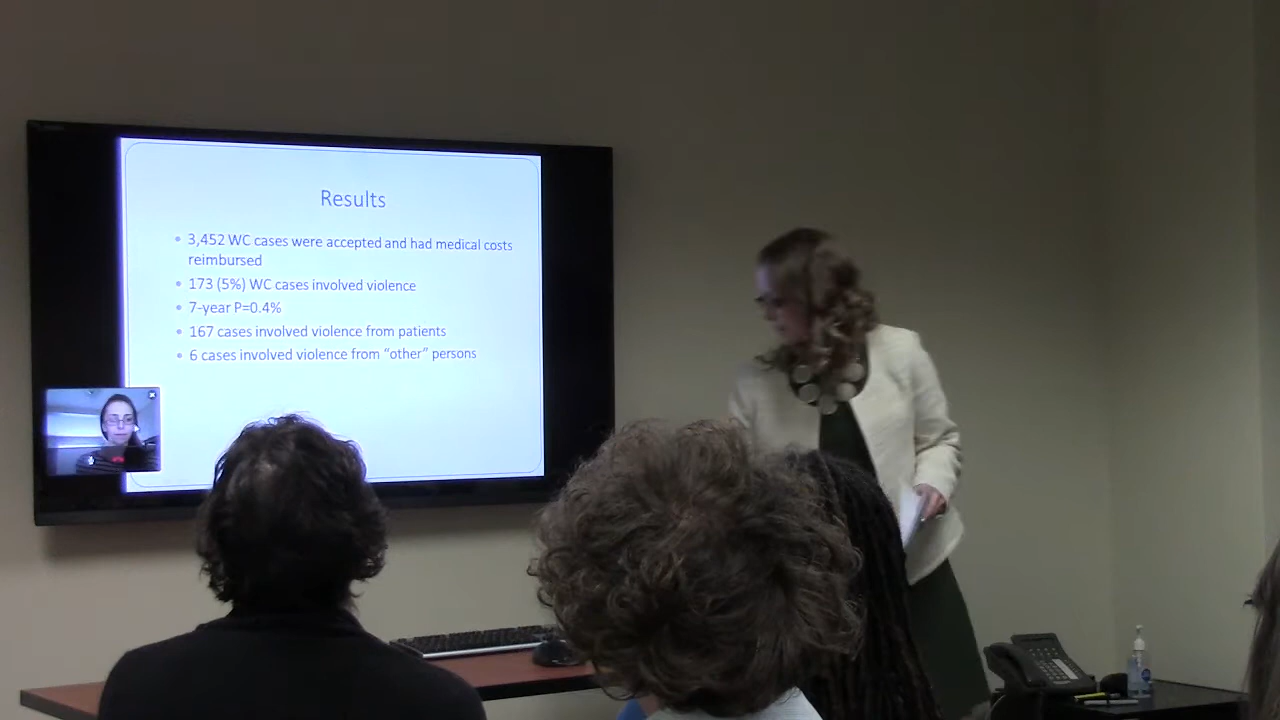 Results
• 3,452 WC cases were accepted and had medical costs
reimbursed
• 173 (5%) WC cases involved violence
• 7-year P=0.4%
• 167 cases involved violence from patients
• 6 cases involved violence from “other” persons